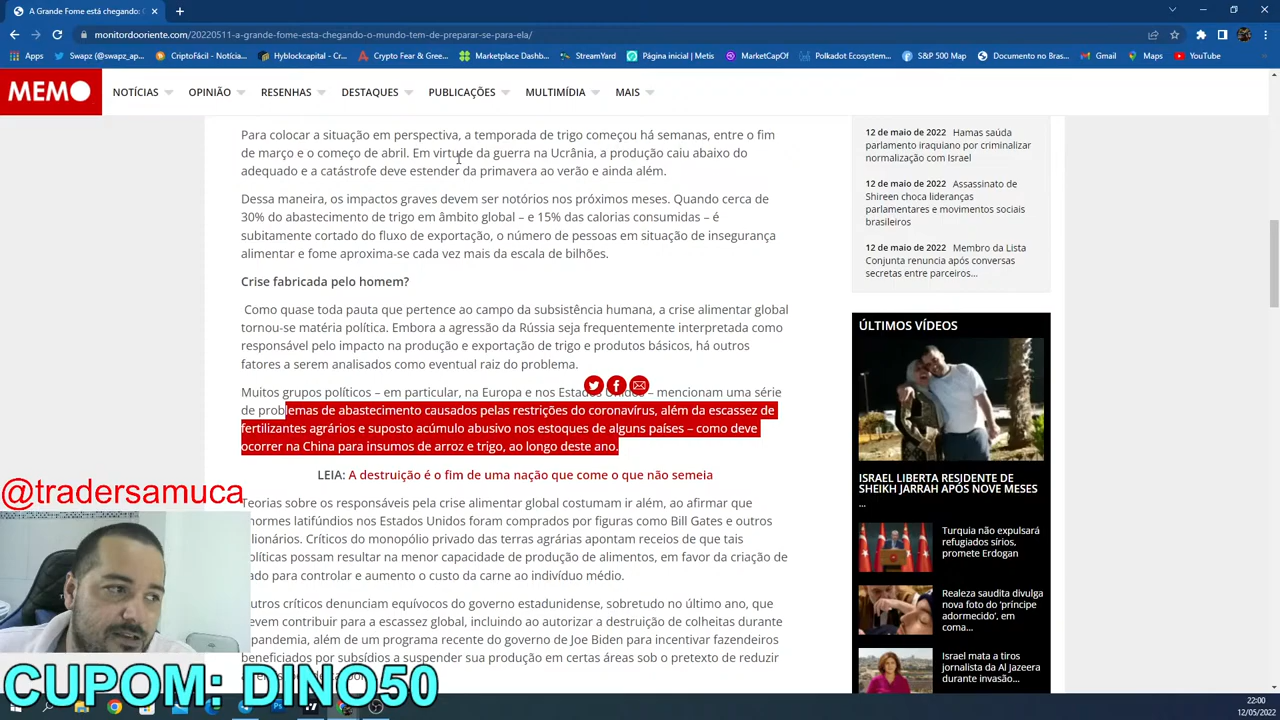 A Grande Fome está chegando:
monitordooriente.com/20220511-a-grande-fome-esta-chegando-o-mundo-tem-de-preparar-se-para-ela/
Apps
Swapz (@swapz_ap...
CriptoFácil - Notícia...
Hyblockcapital - Cr...
Crypto Fear & Gree...
Marketplace Dashb...
StreamYard
Página inicial | Metis
MarketCapOf
Polkadot Ecosystem...
S&P 500 Price
Documento no Bras...
Gmail
Maps
YouTube
MEMO
NOTÍCIAS
OPINIÃO
RESENHAS
DESTAQUES
PUBLICAÇÕES
MULTIMÍDIA
MAIS
Para colocar a situação em perspectiva, a temporada de trigo começou há semanas, entre o fim
de março e o começo de abril. Em virtude da guerra na Ucrânia, a produção caiu abaixo do
adequado e a catástrofe deve estender da primavera ao verão e ainda além.
Dessa maneira, os impactos graves devem ser notórios nos próximos meses. Quando cerca de
30% do abastecimento de trigo em âmbito global – e 15% das calorias consumidas – é
subitamente cortado do fluxo de exportação, o número de pessoas em situação de insegurança
alimentar e fome aproxima-se cada vez mais da escala de bilhões.
Crise fabricada pelo homem?
Como quase toda pauta que pertence ao campo da subsistência humana, a crise alimentar global
tornou-se matéria política. Embora a agressão da Rússia seja frequentemente interpretada como
responsável pelo impacto na produção e exportação de trigo e produtos básicos, há outros
fatores a serem analisados como eventual raiz do problema.
Muitos grupos políticos – em particular, na Europa e nos Estados Unidos – mencionam uma série
de problemas de abastecimento causados pelas restrições do coronavírus, além da escassez de
fertilizantes agrários e suposto acúmulo abusivo nos estoques de alguns países – como deve
ocorrer na China para insumos de arroz e trigo, ao longo deste ano.
LEIA: A destruição é o fim de uma nação que come o que não semeia
Teorias sobre os responsáveis pela crise alimentar global costumam ir além, ao afirmar que
normes latifúndios nos Estados Unidos foram comprados por figuras como Bill Gates e outros
ilionários. Críticos do monopólio privado das terras agrárias apontam receios de que tais
olíticas possam resultar na menor capacidade de produção de alimentos, em favor da criação de
ado para controlar e aumento o custo da carne ao indivíduo médio.
utros críticos denunciam equívocos do governo estadunidense, sobretudo no último ano, que
evem contribuir para a escassez global, incluindo ao autorizar a destruição de colheitas durante
pandemia, além de um programa recente do governo de Joe Biden para incentivar fazendeiros
beneficiados por subsídios a suspender sua produção em certas áreas sob o pretexto de reduzir
12 de maio de 2022 Hamas saúda
parlamento iraquiano por criminalizar
normalização com Israel
12 de maio de 2022 Assassinato de
Shireen choca lideranças
parlamentares e movimentos sociais
brasileiros
12 de maio de 2022 Membro da Lista
Conjunta renuncia após conversas
secretas entre parceiros...
ÚLTIMOS VÍDEOS
ISRAEL LIBERTA RESIDENTE DE
SHEIKH JARRAH APÓS NOVE MESES
...
Turquia não expulsará
refugiados sírios,
promete Erdogan
Realeza saudita divulga
nova foto do 'príncipe
adormecido', em
coma...
Israel mata a tiros
jornalista da Al Jazeera
durante invasão...
@tradersamuca
CUPOM: DINO50
22:00
12/05/2022